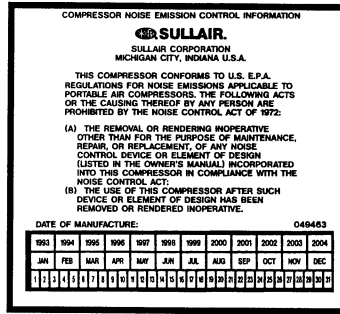 COMPRESSOR NOISE EMISSION CONTROL INFORMATION
SULLAIR.
SULLAIR CORPORATION
MICHIGAN CITY, INDIANA U.S.A.
THIS COMPRESSOR CONFORMS TO U.S. E.P.A.
REGULATIONS FOR NOISE EMISSIONS APPLICABLE TO
PORTABLE AIR COMPRESSORS. THE FOLLOWING ACTS
OR THE CAUSING THEREOF BY ANY PERSON ARE
PROHIBITED BY THE NOISE CONTROL ACT OF 1972:
(A) THE REMOVAL OR RENDERING INOPERATIVE
OTHER THAN FOR THE PURPOSE OF MAINTENANCE,
REPAIR, OR REPLACEMENT, OF ANY NOISE
CONTROL DEVICE OR ELEMENT OF DESIGN
(LISTED IN THE OWNER'S MANUAL) INCORPORATED
INTO THIS COMPRESSOR IN COMPLIANCE WITH THE
NOISE CONTROL ACT:
(B) THE USE OF THIS COMPRESSOR AFTER SUCH
DEVICE OR ELEMENT OF DESIGN HAS BEEN
REMOVED OR RENDERED INOPERATIVE.
DATE OF MANUFACTURE: 049463
1993 1994 1995 1996 1997 1998 1999 2000 2001 2002 2003 2004
JAN FEB MAR APR MAY JUN JUL AUG SEP OCT NOV DEC
1 2 3 4 5 6 7 8 9 10 11 12 13 14 15 16 17 18 19 20 21 22 23 24 25 26 27 28 29 30 31